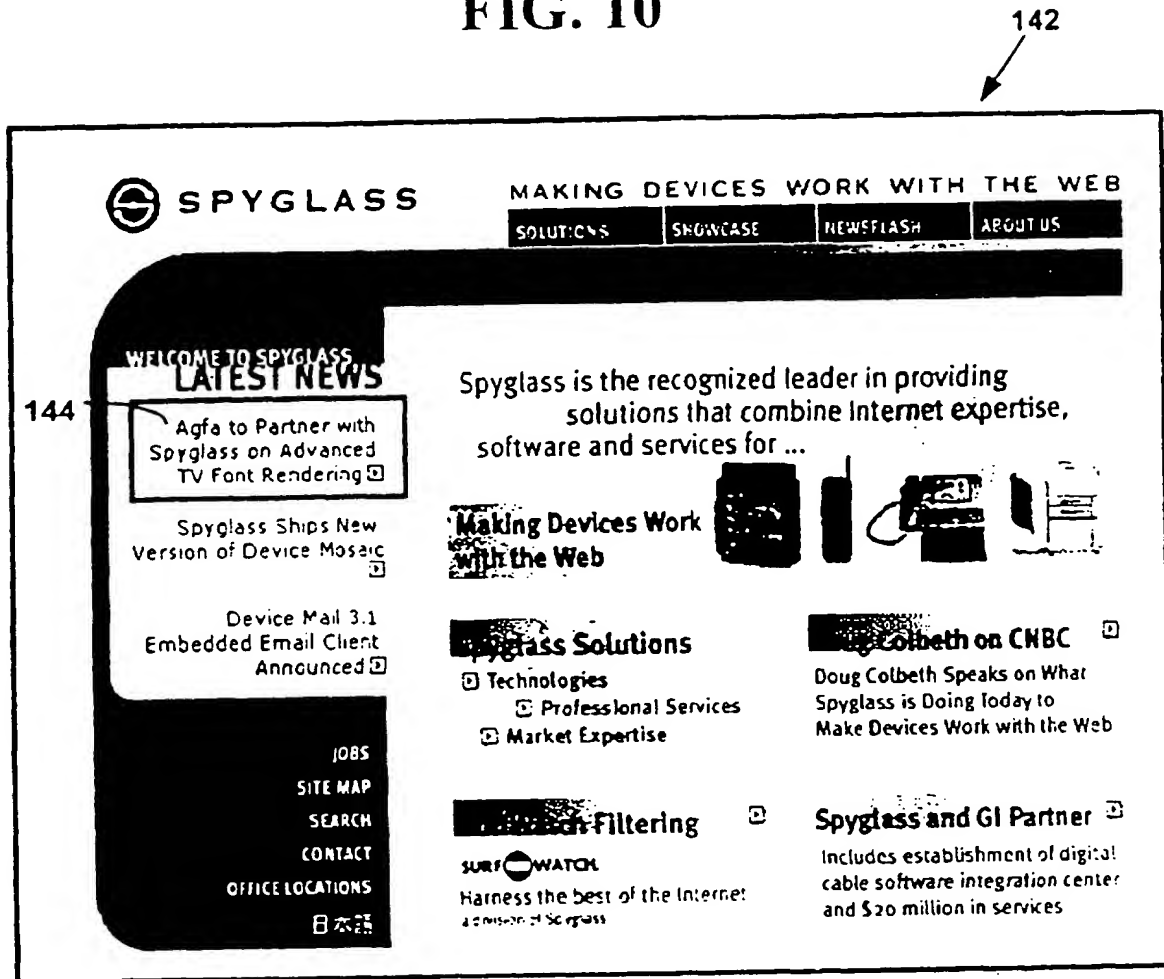 FIG. 10
142
SPYGLASS
MAKING DEVICES WORK WITH THE WEB
SOLUTIONS SHOWCASE NEWSFLASH ABOUT US
WELCOME TO SPYGLASS
LATEST NEWS
144
Agfa to Partner with
Spyglass on Advanced
TV Font Rendering
Spyglass Ships New
Version of Device Mosaic
Device Mail 3.1
Embedded Email Client
Announced
JOBS
SITE MAP
SEARCH
CONTACT
OFFICE LOCATIONS
日本語
Spyglass is the recognized leader in providing
solutions that combine Internet expertise,
software and services for ...
Making Devices Work
with the Web
Spyglass Solutions
Technologies
Professional Services
Market Expertise
Colbeth on CNBC
Doug Colbeth Speaks on What
Spyglass is Doing Today to
Make Devices Work with the Web
Filtering
SURF WATCH
Harness the best of the Internet
a division of Spyglass
Spyglass and GI Partner
Includes establishment of digital
cable software integration center
and $20 million in services